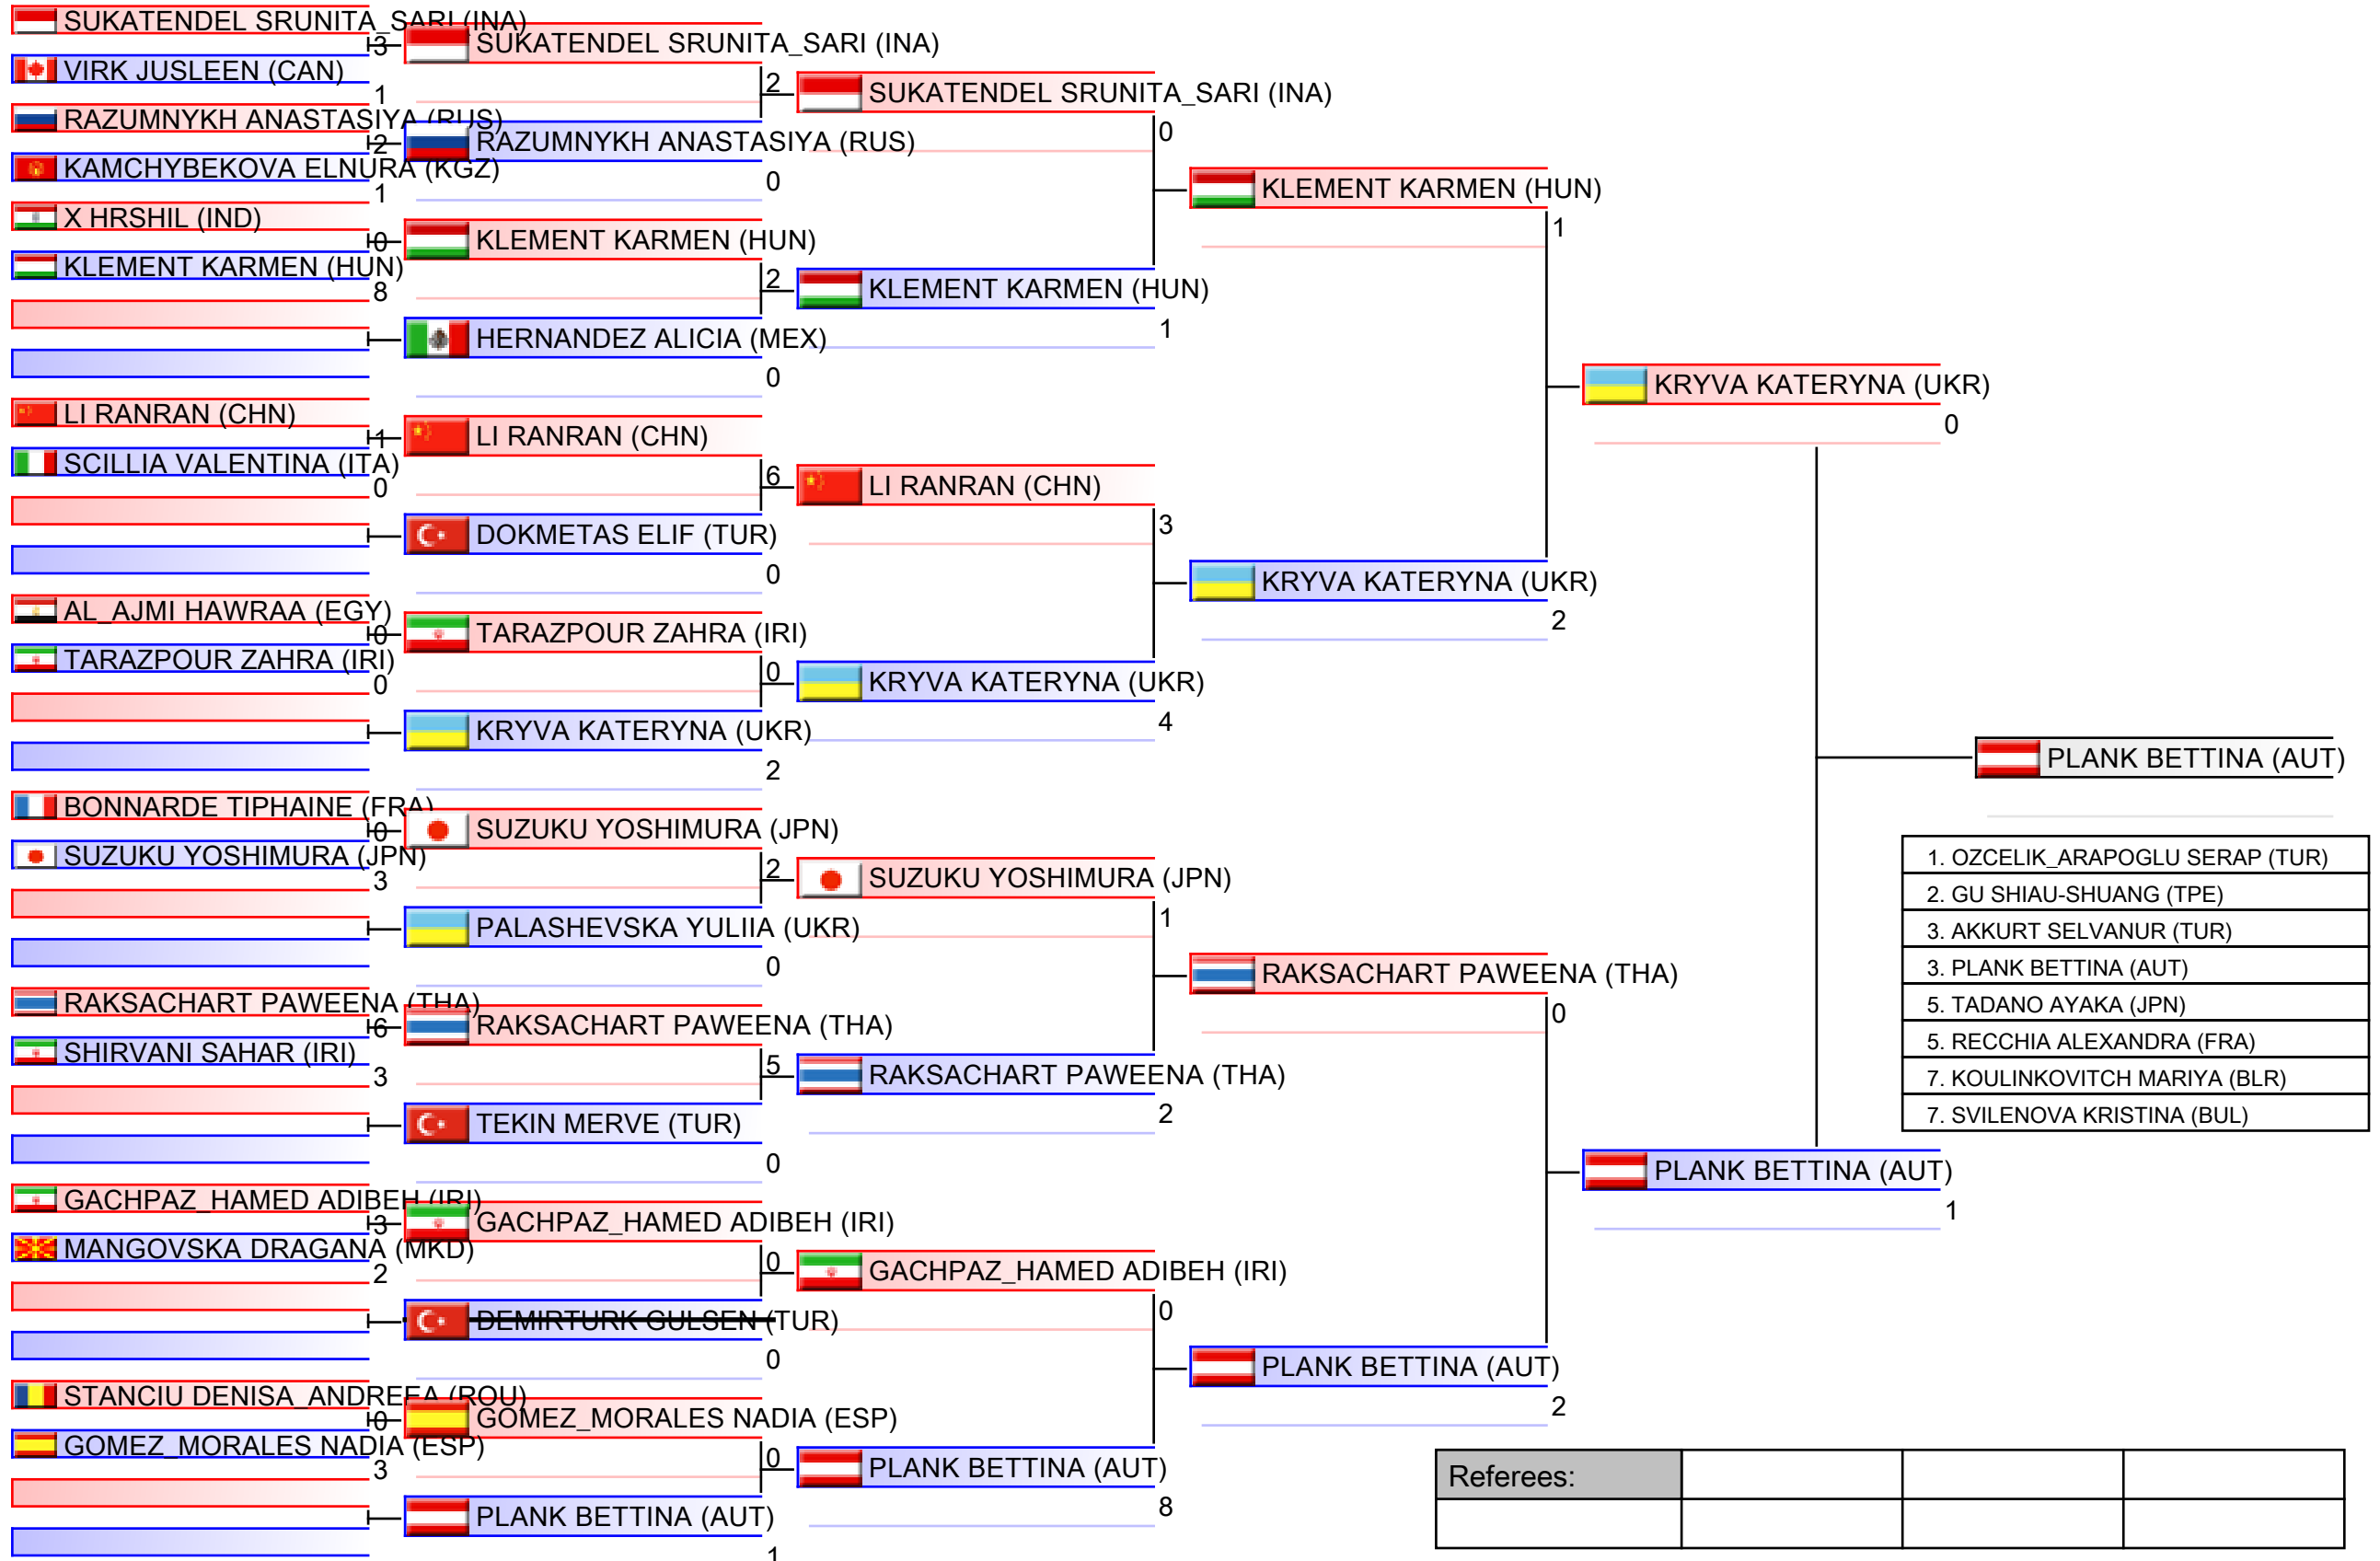 SUKATENDEL SRUNITA_SARI (INA)
3
VIRK JUSLEEN (CAN)
1
RAZUMNYKH ANASTASIYA (RUS)
2
KAMCHYBEKOVA ELNURA (KGZ)
1
X HRSHIL (IND)
0
KLEMENT KARMEN (HUN)
8
LI RANRAN (CHN)
1
SCILLIA VALENTINA (ITA)
0
AL_AJMI HAWRAA (EGY)
0
TARAZPOUR ZAHRA (IRI)
0
BONNARDE TIPHAINE (FRA)
0
SUZUKU YOSHIMURA (JPN)
3
RAKSACHART PAWEENA (THA)
6
SHIRVANI SAHAR (IRI)
3
GACHPAZ_HAMED ADIBEH (IRI)
3
MANGOVSKA DRAGANA (MKD)
2
STANCIU DENISA_ANDREEA (ROU)
0
GOMEZ_MORALES NADIA (ESP)
3
SUKATENDEL SRUNITA_SARI (INA)
2
RAZUMNYKH ANASTASIYA (RUS)
0
KLEMENT KARMEN (HUN)
2
HERNANDEZ ALICIA (MEX)
0
LI RANRAN (CHN)
6
DOKMETAS ELIF (TUR)
0
TARAZPOUR ZAHRA (IRI)
0
KRYVA KATERYNA (UKR)
2
SUZUKU YOSHIMURA (JPN)
2
PALASHEVSKA YULIIA (UKR)
0
RAKSACHART PAWEENA (THA)
5
TEKIN MERVE (TUR)
0
GACHPAZ_HAMED ADIBEH (IRI)
0
DEMIRTURK GULSEN (TUR)
0
GOMEZ_MORALES NADIA (ESP)
0
PLANK BETTINA (AUT)
1
SUKATENDEL SRUNITA_SARI (INA)
0
KLEMENT KARMEN (HUN)
1
LI RANRAN (CHN)
3
KRYVA KATERYNA (UKR)
4
SUZUKU YOSHIMURA (JPN)
1
RAKSACHART PAWEENA (THA)
2
GACHPAZ_HAMED ADIBEH (IRI)
0
PLANK BETTINA (AUT)
8
KLEMENT KARMEN (HUN)
1
KRYVA KATERYNA (UKR)
2
RAKSACHART PAWEENA (THA)
0
PLANK BETTINA (AUT)
2
KRYVA KATERYNA (UKR)
0
PLANK BETTINA (AUT)
1
PLANK BETTINA (AUT)
1. OZCELIK_ARAPOGLU SERAP (TUR)
2. GU SHIAU-SHUANG (TPE)
3. AKKURT SELVANUR (TUR)
3. PLANK BETTINA (AUT)
5. TADANO AYAKA (JPN)
5. RECCHIA ALEXANDRA (FRA)
7. KOULINKOVITCH MARIYA (BLR)
7. SVILENOVA KRISTINA (BUL)
Referees: